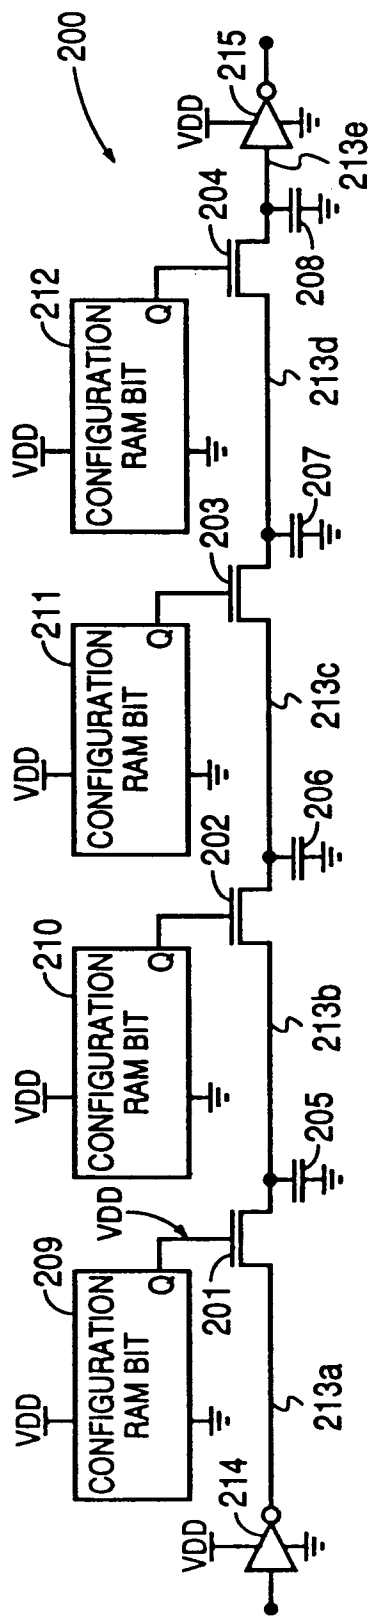 200
VDD
209
CONFIGURATION
RAM BIT
Q
VDD
VDD
210
CONFIGURATION
RAM BIT
Q
VDD
211
CONFIGURATION
RAM BIT
Q
VDD
212
CONFIGURATION
RAM BIT
Q
VDD
214
213a
201
205
213b
202
206
213c
203
207
213d
204
208
213e
VDD
215